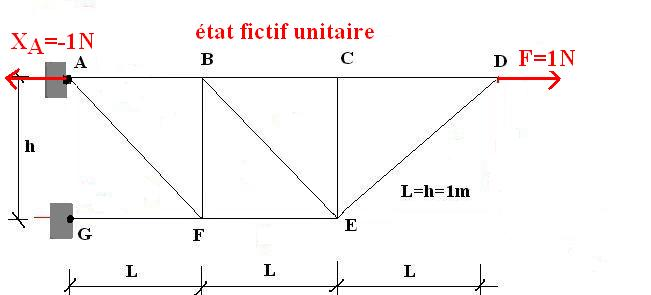 état fictif unitaire
XA=-1N
A
B
C
D
F=1N
h
L=h=1m
G
F
E
L
L
L